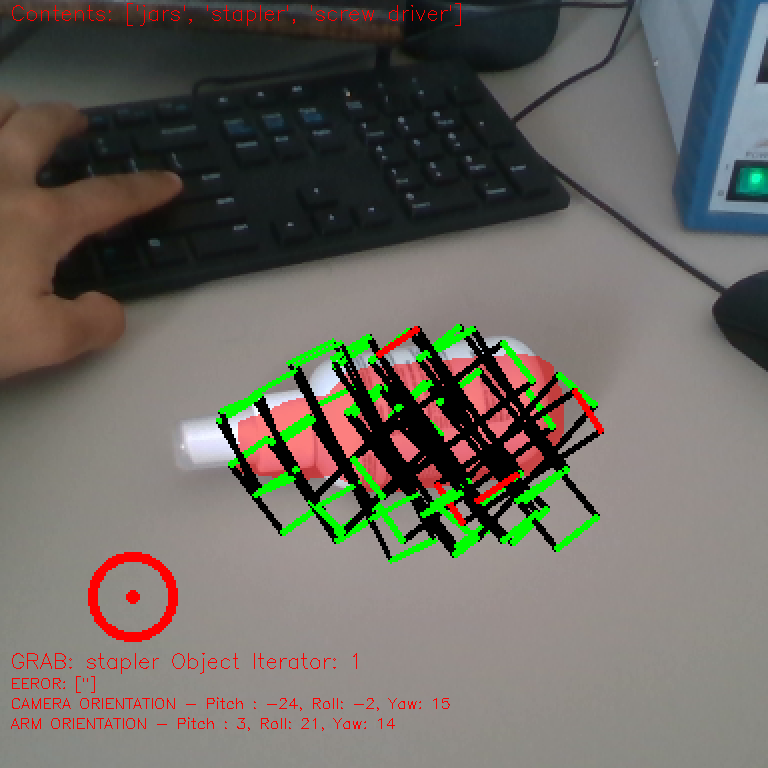 Contents: ['jars', 'stapler', 'screw driver']
GRAB: stapler Object Iterator: 1
EEROR: ['']
CAMERA ORIENTATION - Pitch : -24, Roll: -2, Yaw: 15
ARM ORIENTATION - Pitch : 3, Roll: 21, Yaw: 14